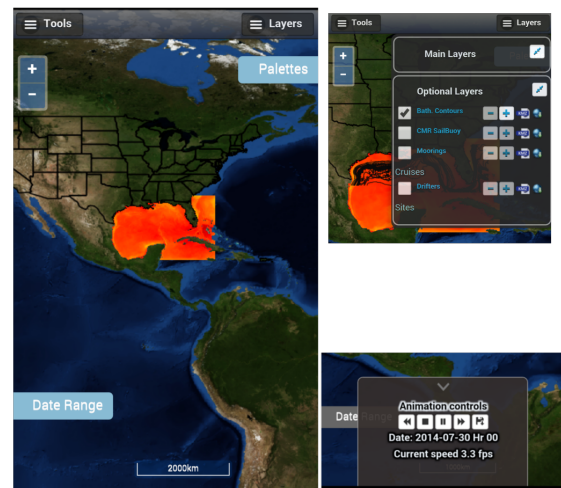 Tools
Layers
+
Palettes
-
Date Range
2000km
Tools
Layers
+
-
Main Layers
Optional Layers
Bath. Contours
CMR SailBuoy
Moorings
Cruises
Drifters
Sites
Animation controls
Date
Date: 2014-07-30 Hr 00
Current speed 3.3 fps